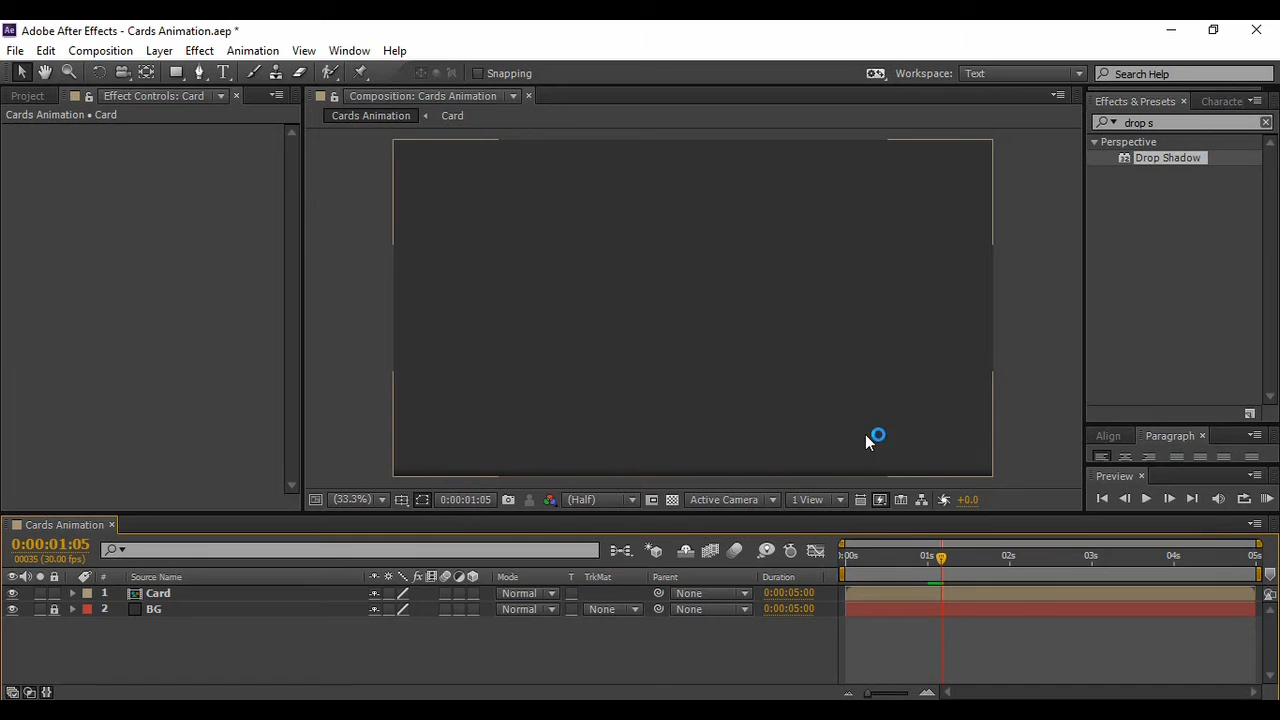 Adobe After Effects - Cards Animation.aep *
File Edit Composition Layer Effect Animation View Window Help
Snapping Workspace: Text Search Help
Project Effect Controls: Card Composition: Cards Animation Effects & Presets Characte
Cards Animation • Card Cards Animation Card drop s
Perspective
Drop Shadow
Align Paragraph
Preview
(33.3%) 0:00:01:05 (Half) Active Camera 1 View +0.0
Cards Animation
0:00:01:05
00035 (30.00 fps)
:00s 01s 02s 03s 04s 05s
# Source Name Mode T TrkMat Parent Duration
1 Card Normal None 0:00:05:00
2 BG Normal None None 0:00:05:00